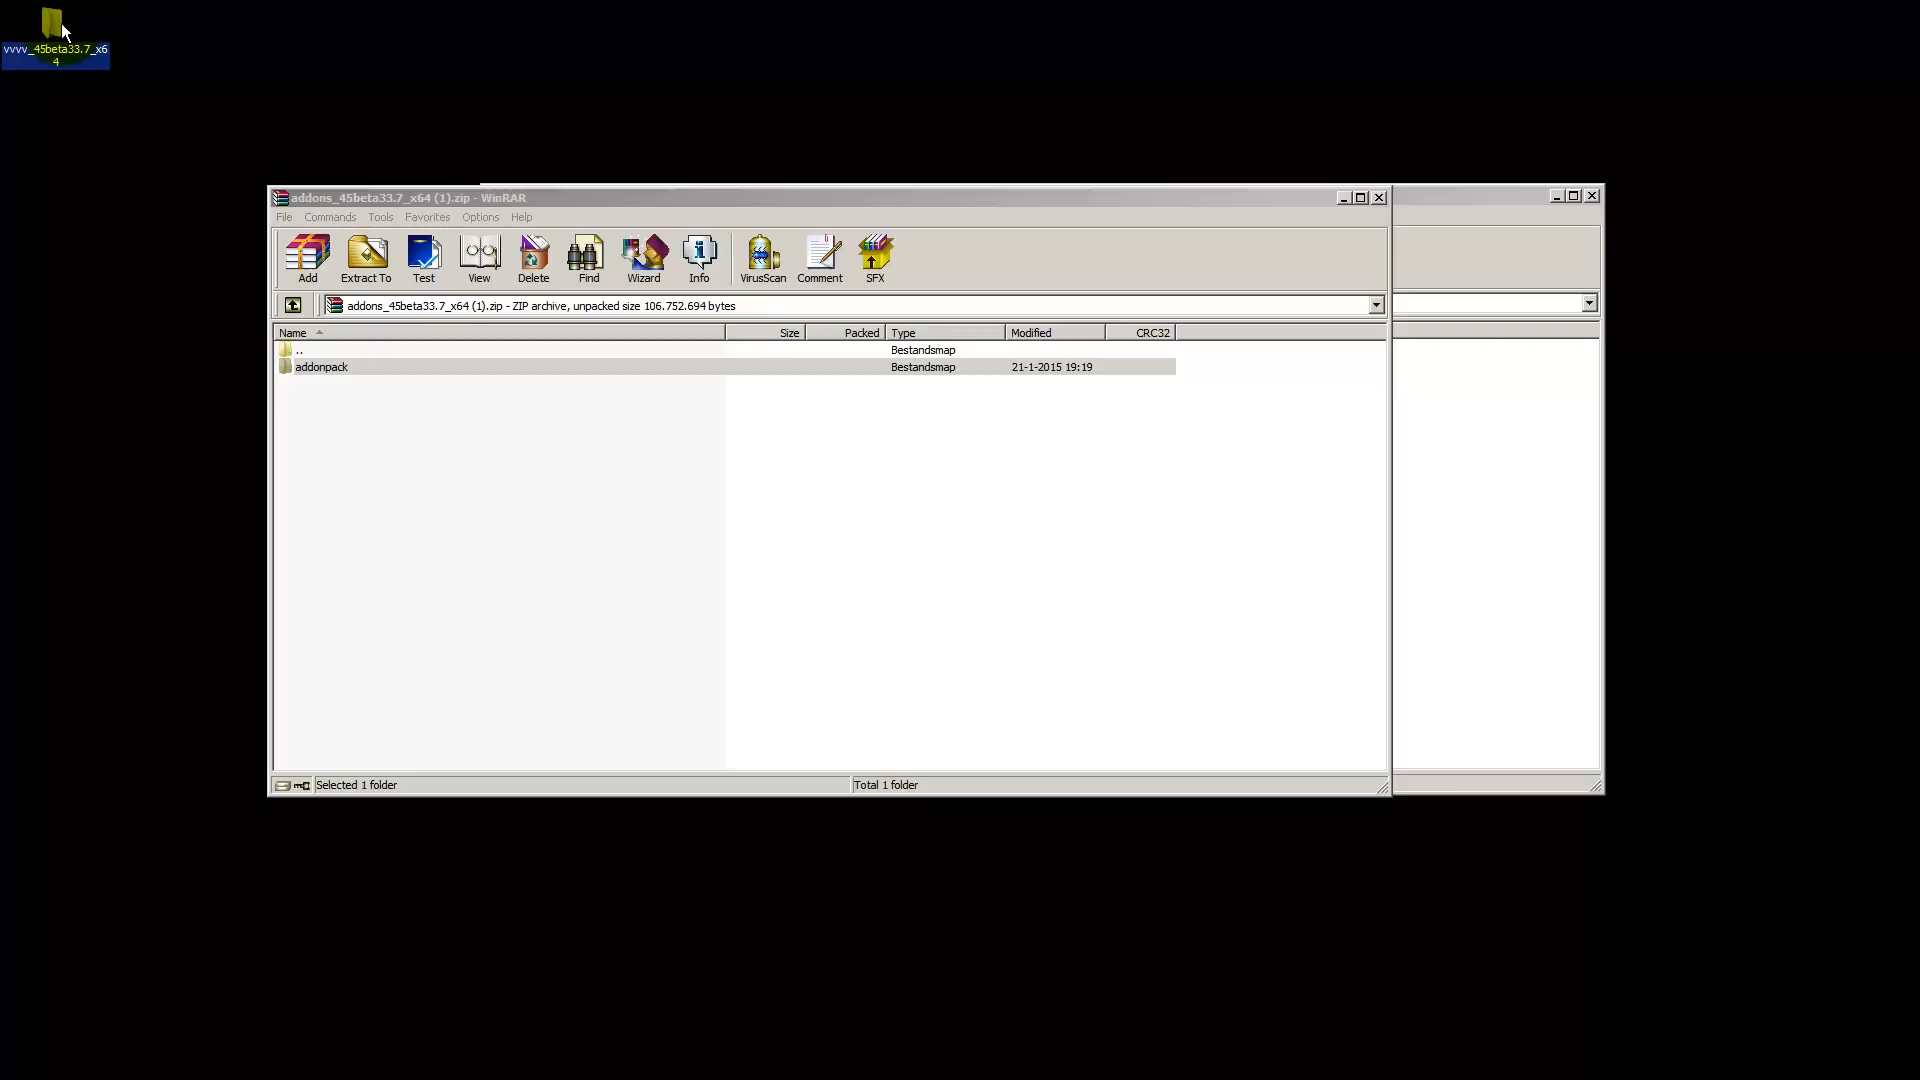 vvvv_45beta33.7_x6
4
addons_45beta33.7_x64 (1).zip - WinRAR
File Commands Tools Favorites Options Help
Add Extract To Test View Delete Find Wizard Info VirusScan Comment SFX
addons_45beta33.7_x64 (1).zip - ZIP archive, unpacked size 106.752.694 bytes
Name Size Packed Type Modified CRC32
.. Bestandsmap
addonpack Bestandsmap 21-1-2015 19:19
Selected 1 folder Total 1 folder